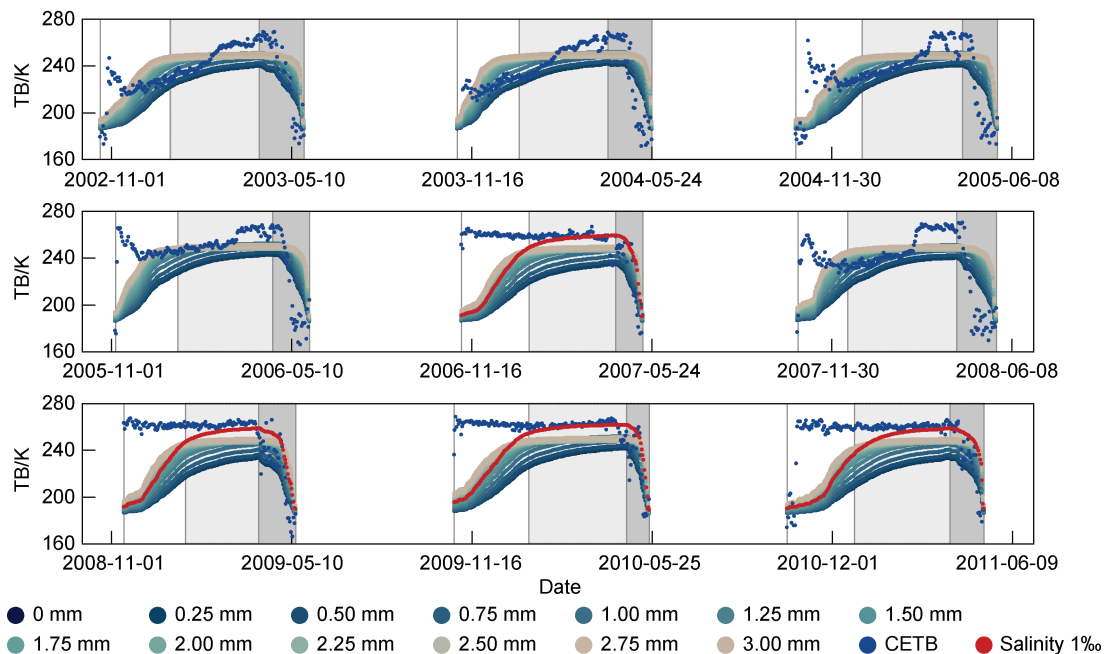 280
240
200
160
TB/K
2002-11-01 2003-05-10 2003-11-16 2004-05-24 2004-11-30 2005-06-08
280
240
200
160
TB/K
2005-11-01 2006-05-10 2006-11-16 2007-05-24 2007-11-30 2008-06-08
280
240
200
160
TB/K
2008-11-01 2009-05-10 2009-11-16 2010-05-25 2010-12-01 2011-06-09
Date
0 mm 0.25 mm 0.50 mm 0.75 mm 1.00 mm 1.25 mm 1.50 mm
1.75 mm 2.00 mm 2.25 mm 2.50 mm 2.75 mm 3.00 mm CETB Salinity 1‰